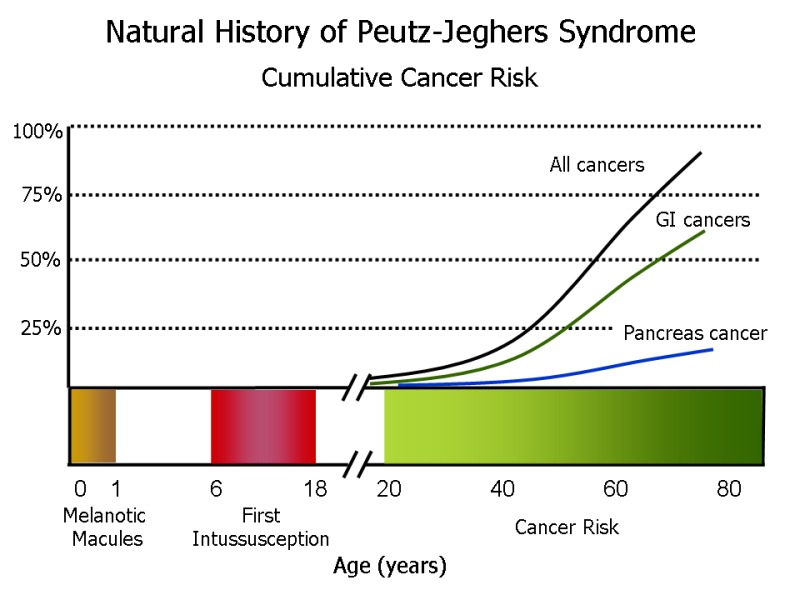 Natural History of Peutz-Jeghers Syndrome
Cumulative Cancer Risk
100%
All cancers
75%
GI cancers
50%
25%
Pancreas cancer
0 1 6 18 20 40 60 80
Melanotic
Macules
First
Intussusception
Cancer Risk
Age (years)